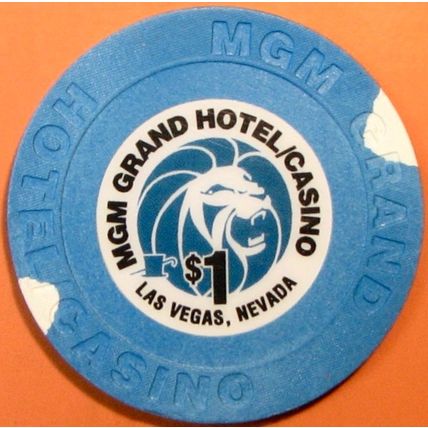 MGM GRAND
HOTEL CASINO
MGM GRAND HOTEL/CASINO
$1
LAS VEGAS, NEVADA